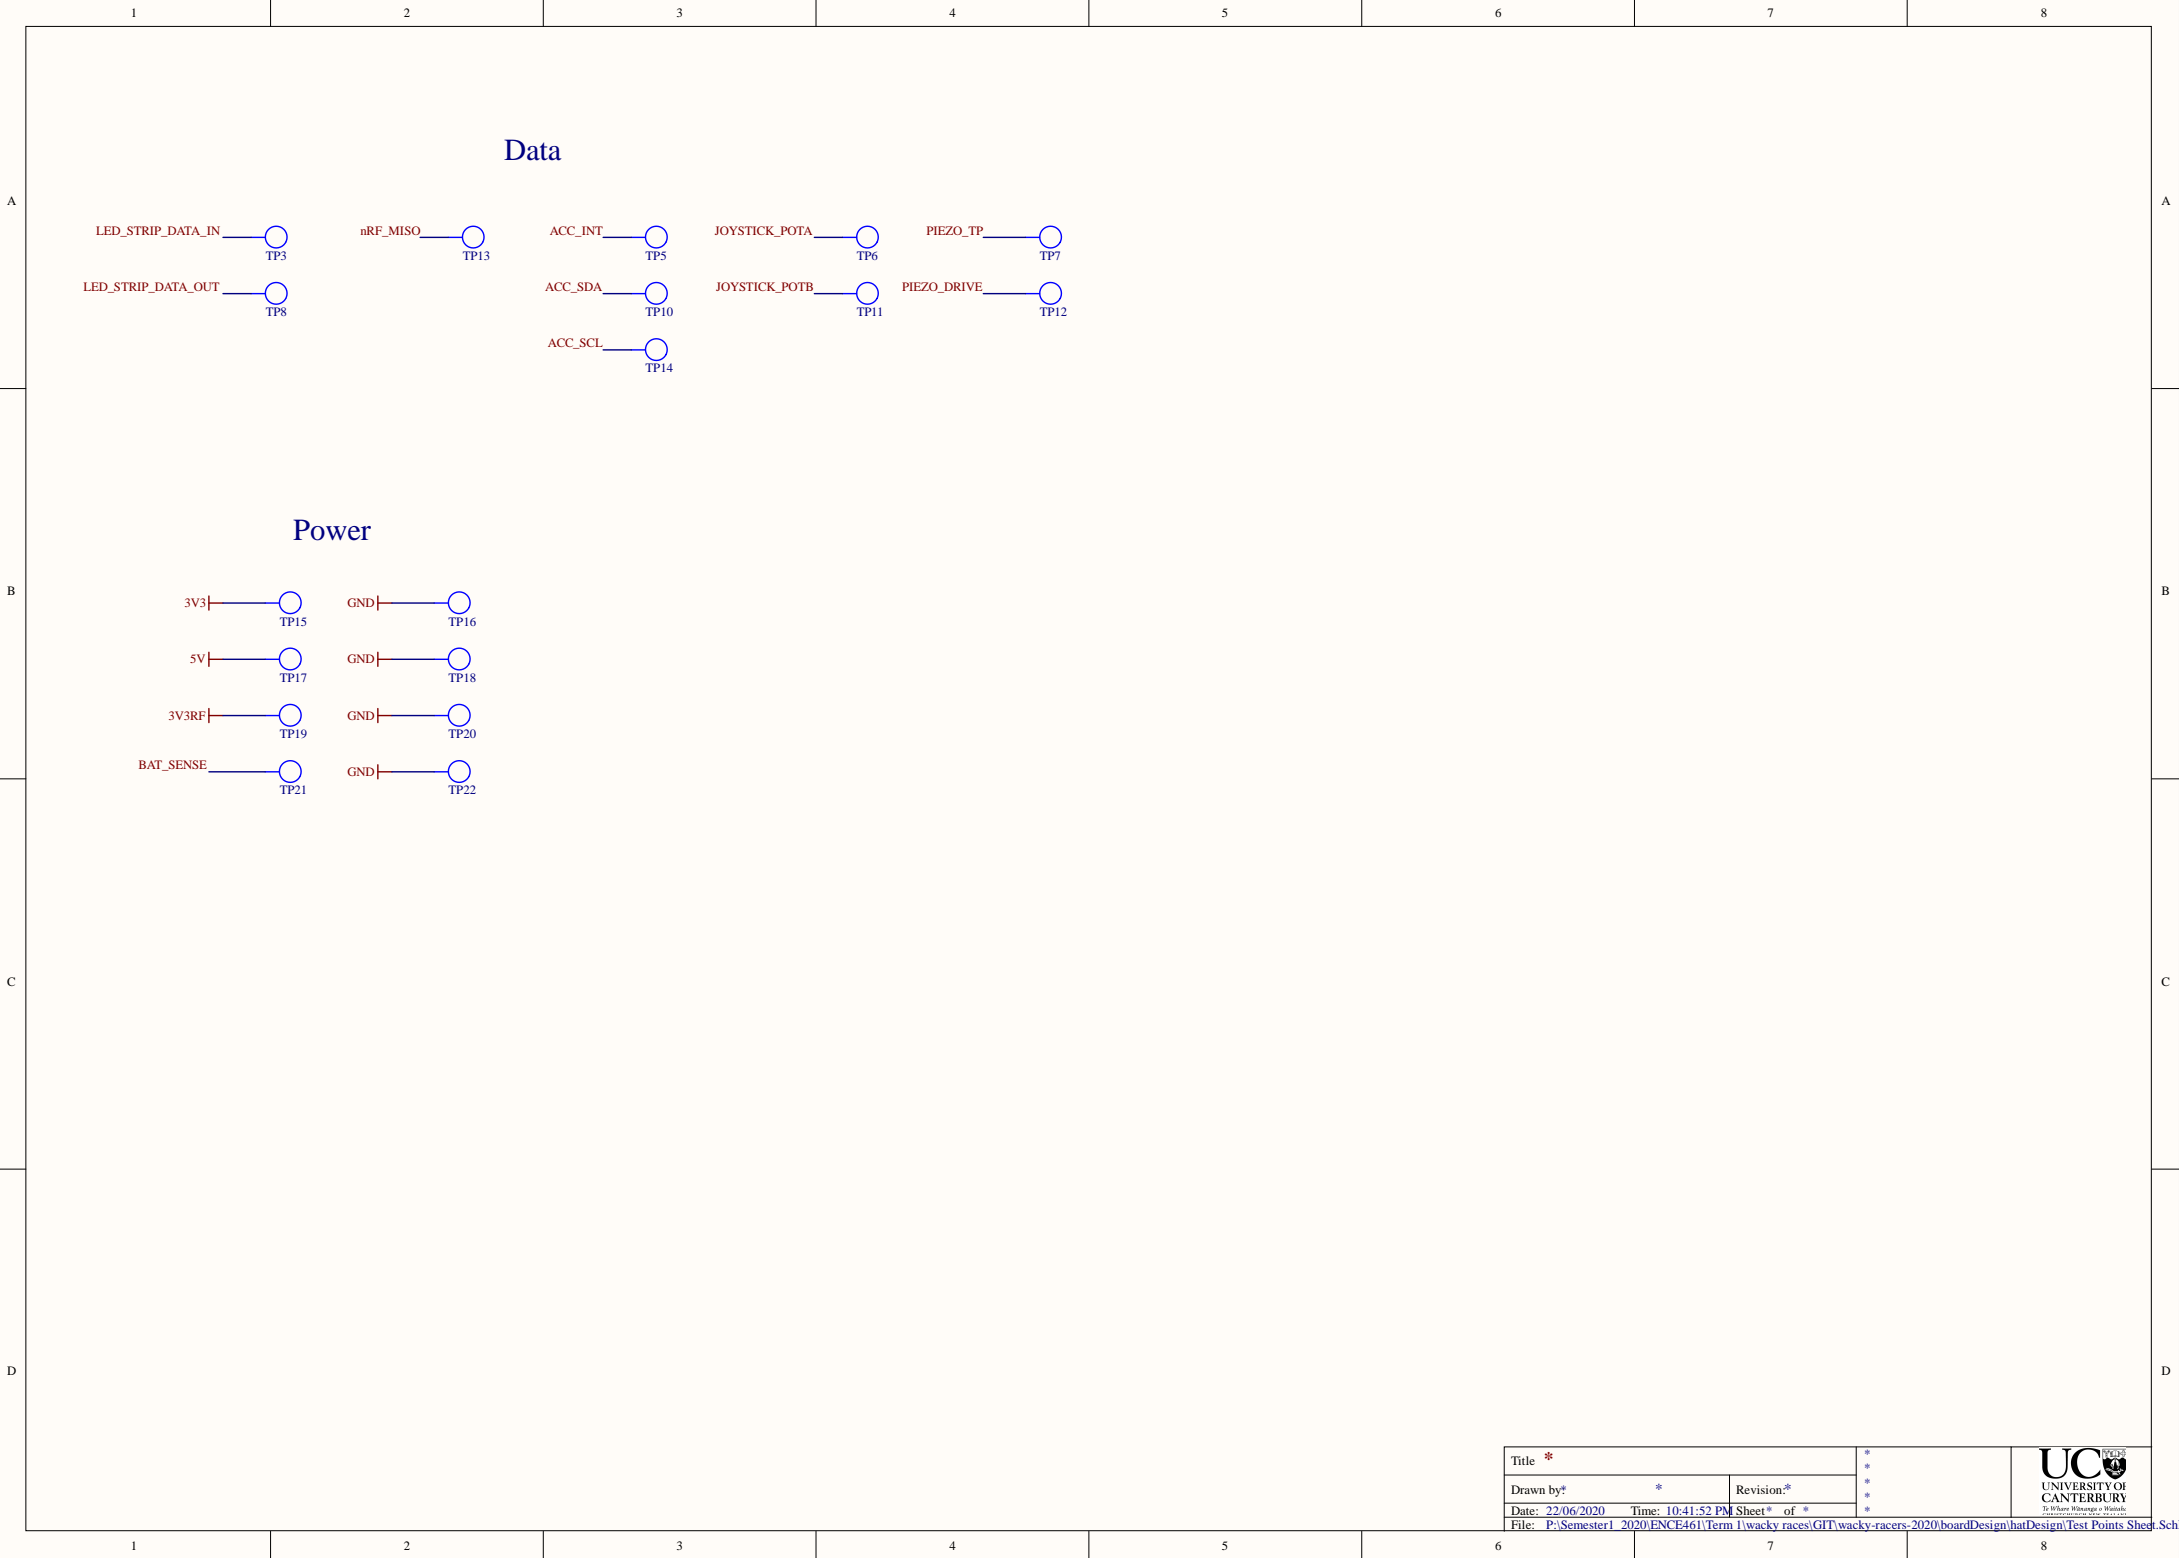 1 2 3 4 5 6 7 8
Data
A A
LED_STRIP_DATA_IN nRF_MISO ACC_INT JOYSTICK_POTA PIEZO_TP
TP3 TP13 TP5 TP6 TP7
LED_STRIP_DATA_OUT ACC_SDA JOYSTICK_POTB PIEZO_DRIVE
TP8 TP10 TP11 TP12
ACC_SCL
TP14
Power
B B
3V3 GND
TP15 TP16
5V GND
TP17 TP18
3V3RF GND
TP19 TP20
BAT_SENSE GND
TP21 TP22
C C
D D
Title * *
*
Drawn by:* * Revision:* *
*
Date: 22/06/2020 Time: 10:41:52 PM Sheet* of * *
File: P:\Semester1_2020\ENCE461\Term 1\wacky races\GIT\wacky-racers-2020\boardDesign\hatDesign\Test Points Sheet.Sch
UC
UNIVERSITY OF
CANTERBURY
Te Whare Wānanga o Waitaha
1 2 3 4 5 6 7 8